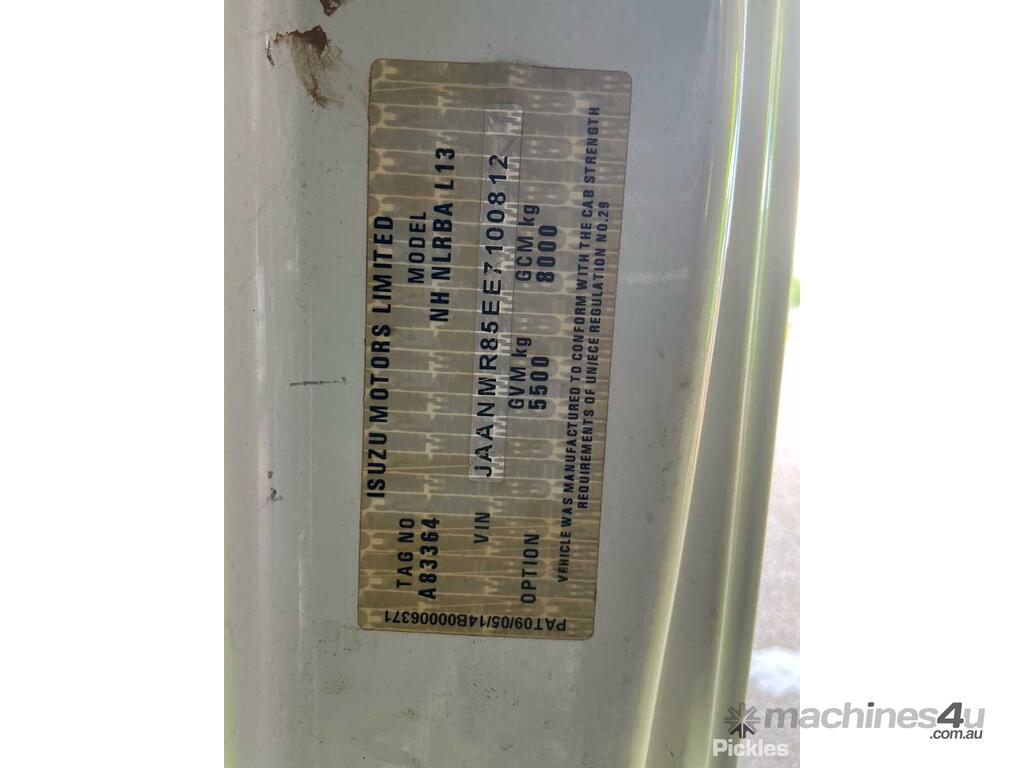 ISUZU MOTORS LIMITED
TAG NO MODEL
A83364 NH NLRBA L13
VIN JAANMR85EE7100812
GVM kg GCM kg
OPTION 5500 8000
VEHICLE WAS MANUFACTURED TO CONFORM WITH THE CAB STRENGTH
REQUIREMENTS OF UN/ECE REGULATION NO:29
PAT09/05/14B00006371
machines4u
.com.au
Pickles